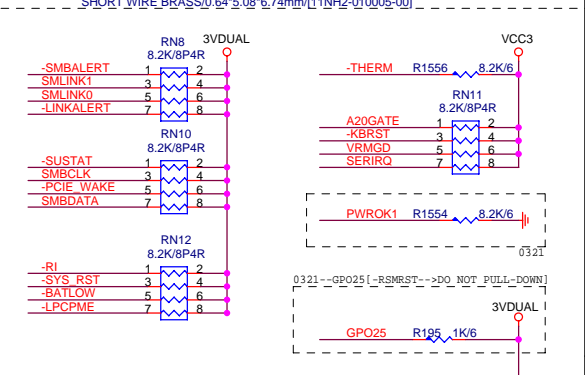 SHORT WIRE BRASS/0.64*5.08*6.74mm/[11NH2-010005-00]
RN8 3VDUAL
8.2K/8P4R
-SMBALERT 1 2
SMLINK1 3 4
SMLINK0 5 6
-LINKALERT 7 8
RN10
8.2K/8P4R
-SUSTAT 1 2
SMBCLK 3 4
-PCIE_WAKE 5 6
SMBDATA 7 8
RN12
8.2K/8P4R
-RI 1 2
-SYS_RST 3 4
-BATLOW 5 6
-LPCPME 7 8
VCC3
-THERM R1556 8.2K/6
RN11
8.2K/8P4R
A20GATE 1 2
-KBRST 3 4
VRMGD 5 6
SERIRQ 7 8
PWROK1 R1554 8.2K/6
0321
0321--GPO25[-RSMRST-->DO NOT PULL-DOWN]
3VDUAL
GPO25 R195 1K/6